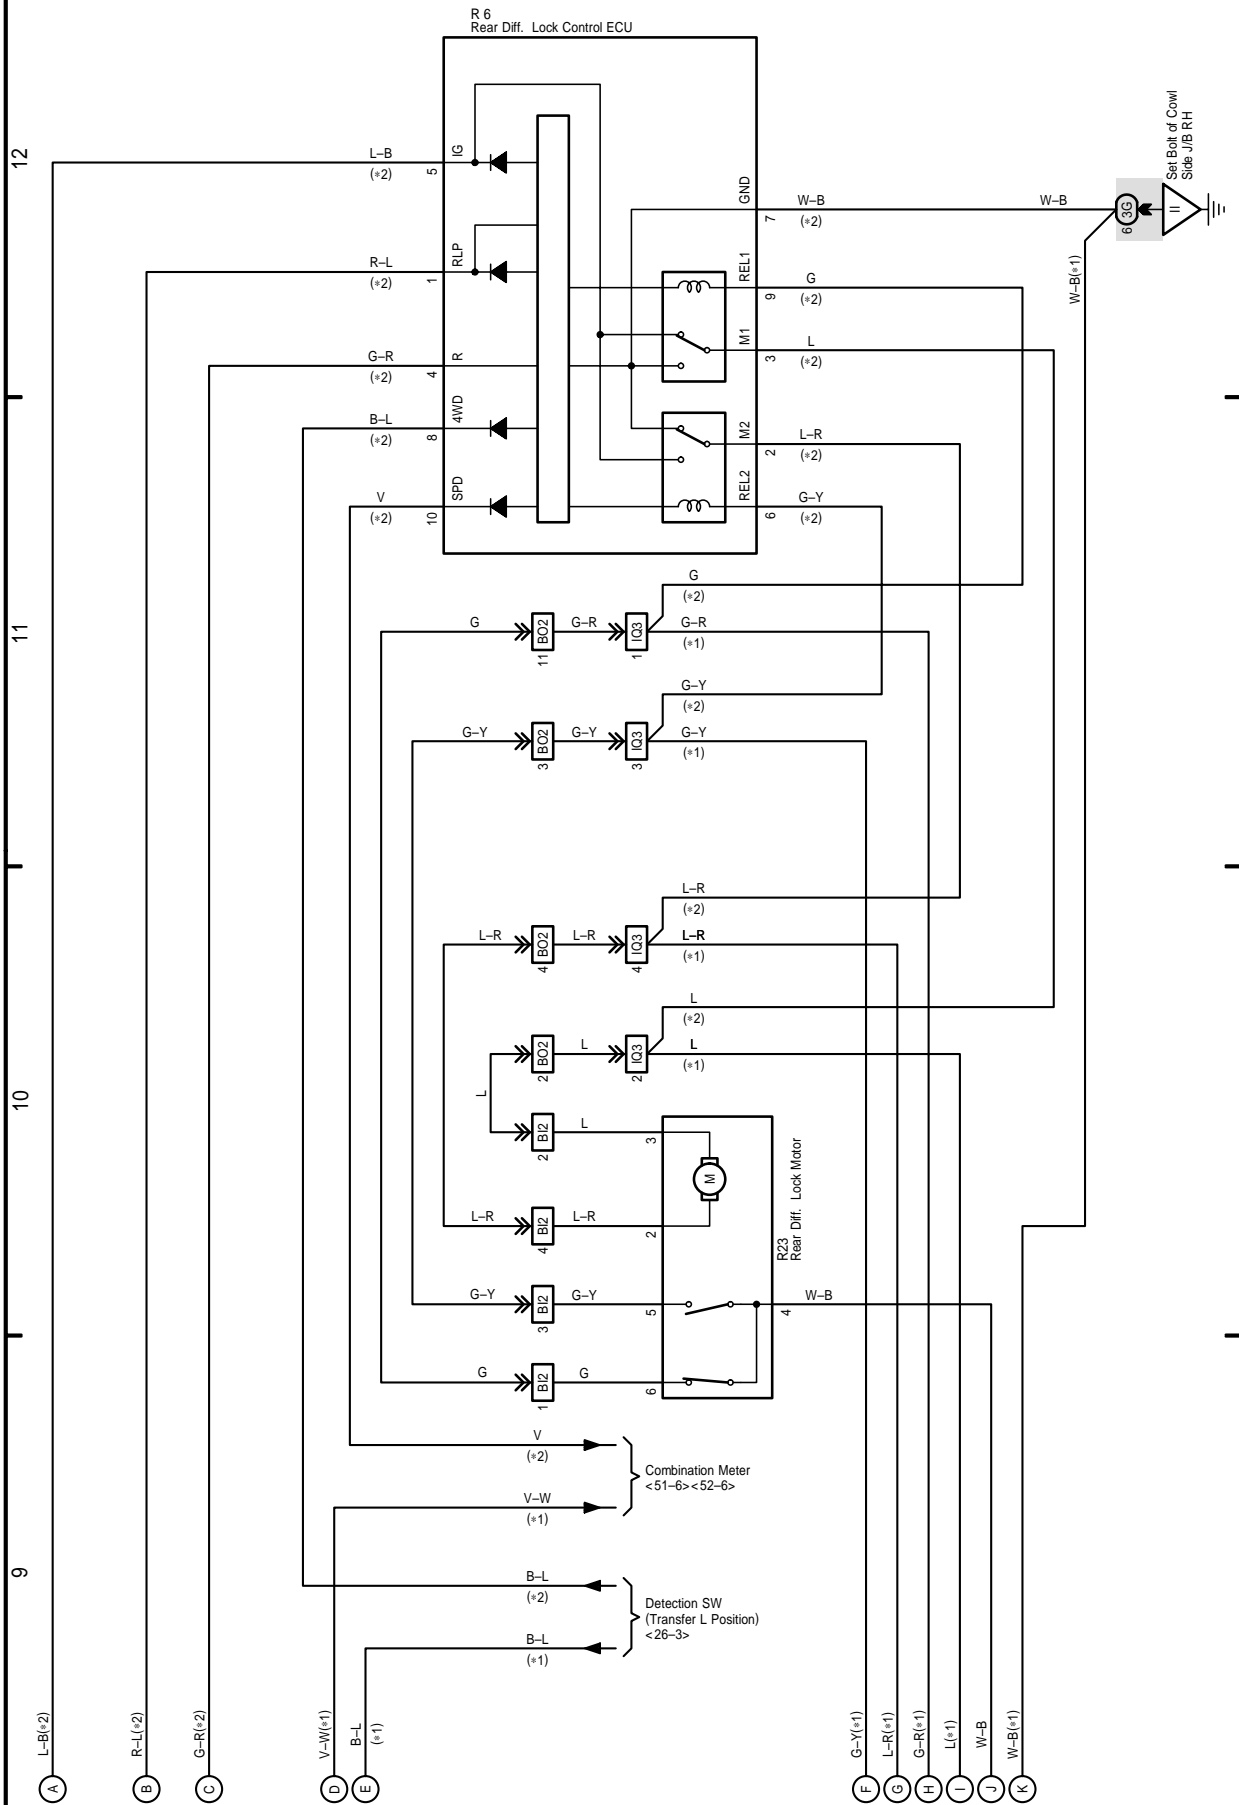 R 6
Rear Diff. Lock Control ECU
12
11
10
9
L–B
(∗2)
5
IG
R–L
(∗2)
1
RLP
G–R
(∗2)
4
R
B–L
(∗2)
8
4WD
V
(∗2)
10
SPD
GND
7
W–B
(∗2)
W–B
REL1
9
G
(∗2)
M1
3
L
(∗2)
M2
2
L–R
(∗2)
REL2
6
G–Y
(∗2)
6
3G
II
Set Bolt of Cowl
Side J/B RH
W–B(∗1)
G
(∗2)
G
11
BO2
G–R
1
IQ3
G–R
(∗1)
G–Y
(∗2)
G–Y
3
BO2
G–Y
3
IQ3
G–Y
(∗1)
L–R
(∗2)
L–R
4
BO2
L–R
4
IQ3
L–R
(∗1)
L
(∗2)
2
BO2
L
2
IQ3
L
(∗1)
L
2
BI2
L
3
M
L–R
4
BI2
L–R
2
R23
Rear Diff. Lock Motor
G–Y
3
BI2
G–Y
5
4
W–B
G
1
BI2
G
6
V
(∗2)
Combination Meter
<51–6><52–6>
V–W
(∗1)
B–L
(∗2)
Detection SW
(Transfer L Position)
<26–3>
B–L
(∗1)
L–B(∗2)
A
R–L(∗2)
B
G–R(∗2)
C
V–W(∗1)
D
B–L
(∗1)
E
G–Y(∗1)
F
L–R(∗1)
G
G–R(∗1)
H
L(∗1)
I
W–B
J
W–B(∗1)
K